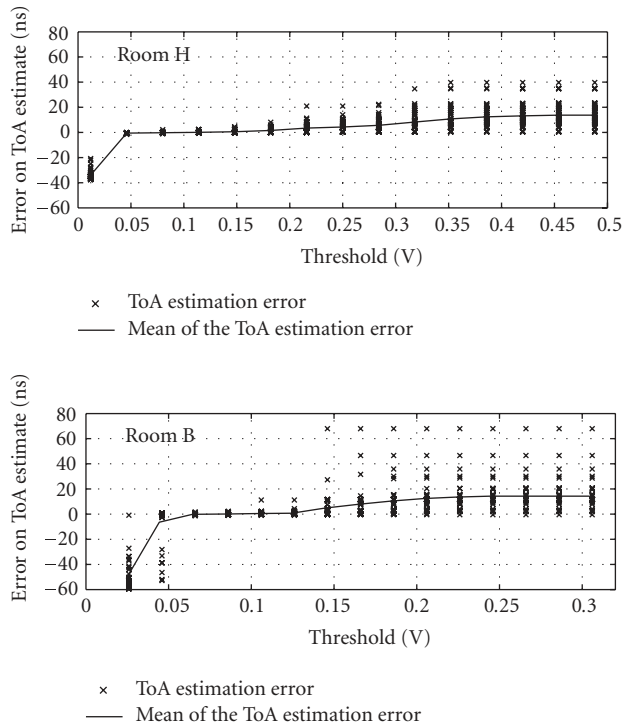 Room H
Error on ToA estimate (ns)
80
60
40
20
0
−20
−40
−60
0 0.05 0.1 0.15 0.2 0.25 0.3 0.35 0.4 0.45 0.5
Threshold (V)
× ToA estimation error
Mean of the ToA estimation error
Room B
Error on ToA estimate (ns)
80
60
40
20
0
−20
−40
−60
0 0.05 0.1 0.15 0.2 0.25 0.3
Threshold (V)
× ToA estimation error
Mean of the ToA estimation error